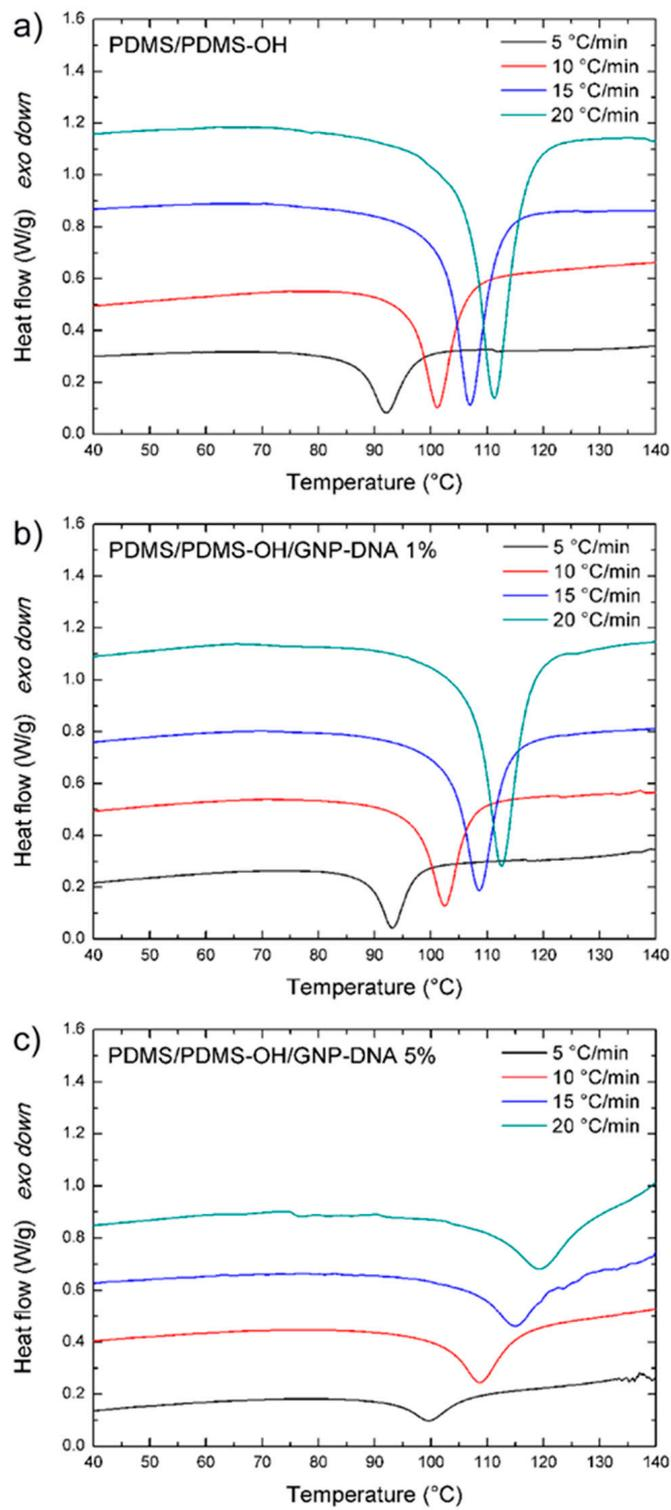 a)
PDMS/PDMS-OH
5 °C/min
10 °C/min
15 °C/min
20 °C/min
Heat flow (W/g) exo down
1.6
1.4
1.2
1.0
0.8
0.6
0.4
0.2
0.0
40 50 60 70 80 90 100 110 120 130 140
Temperature (°C)
b)
PDMS/PDMS-OH/GNP-DNA 1%
5 °C/min
10 °C/min
15 °C/min
20 °C/min
Heat flow (W/g) exo down
1.6
1.4
1.2
1.0
0.8
0.6
0.4
0.2
0.0
40 50 60 70 80 90 100 110 120 130 140
Temperature (°C)
c)
PDMS/PDMS-OH/GNP-DNA 5%
5 °C/min
10 °C/min
15 °C/min
20 °C/min
Heat flow (W/g) exo down
1.6
1.4
1.2
1.0
0.8
0.6
0.4
0.2
0.0
40 50 60 70 80 90 100 110 120 130 140
Temperature (°C)